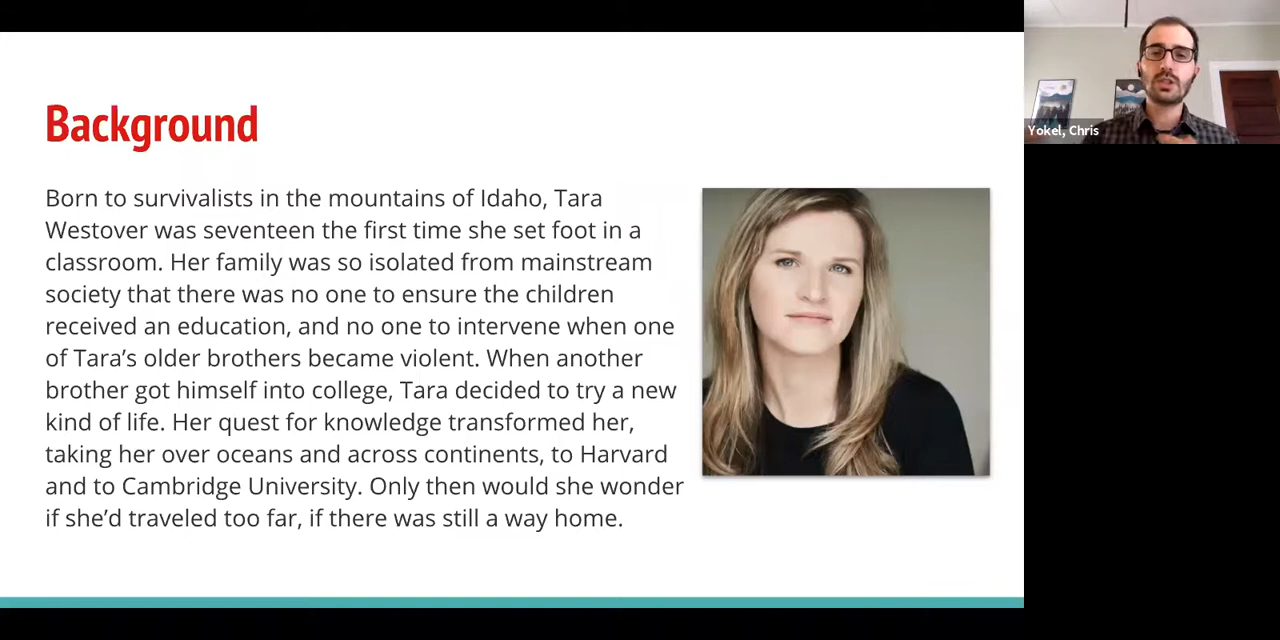 Background
Born to survivalists in the mountains of Idaho, Tara
Westover was seventeen the first time she set foot in a
classroom. Her family was so isolated from mainstream
society that there was no one to ensure the children
received an education, and no one to intervene when one
of Tara’s older brothers became violent. When another
brother got himself into college, Tara decided to try a new
kind of life. Her quest for knowledge transformed her,
taking her over oceans and across continents, to Harvard
and to Cambridge University. Only then would she wonder
if she’d traveled too far, if there was still a way home.
Yokel, Chris